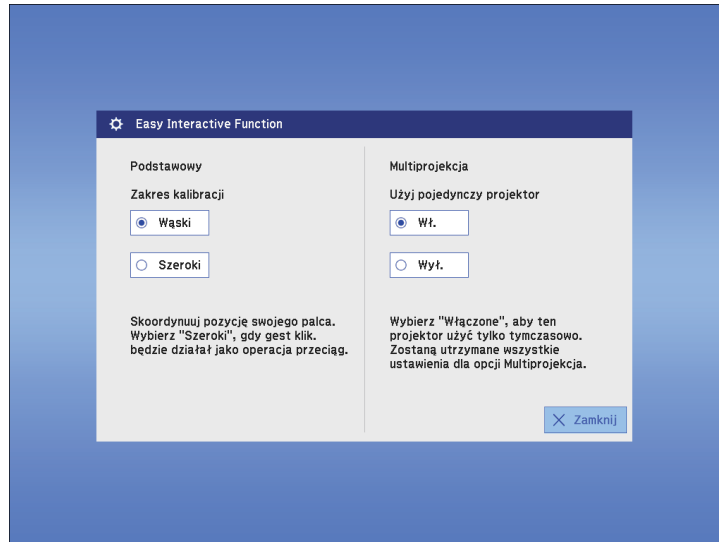 Easy Interactive Function
Podstawowy
Zakres kalibracji
Wąski
Szeroki
Skoordynuuj pozycję swojego palca.
Wybierz "Szeroki", gdy gest klik.
będzie działał jako operacja przeciąg.
Multiprojekcja
Użyj pojedynczy projektor
Wł.
Wył.
Wybierz "Włączone", aby ten
projektor użyć tylko tymczasowo.
Zostaną utrzymane wszystkie
ustawienia dla opcji Multiprojekcja.
Zamknij